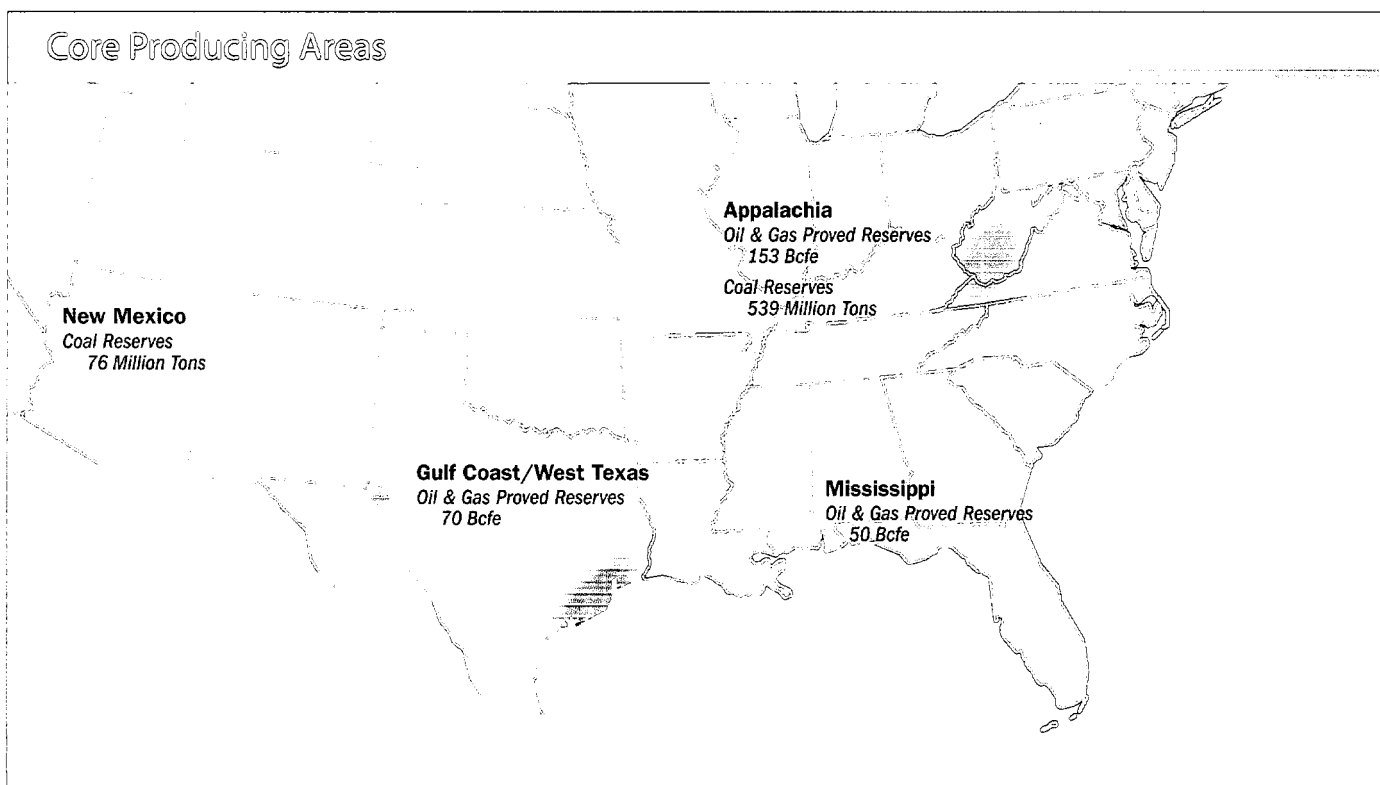 Core Producing Areas
Appalachia
Oil & Gas Proved Reserves
153 Bcfe
Coal Reserves
539 Million Tons
New Mexico
Coal Reserves
76 Million Tons
Gulf Coast/West Texas
Oil & Gas Proved Reserves
70 Bcfe
Mississippi
Oil & Gas Proved Reserves
50 Bcfe